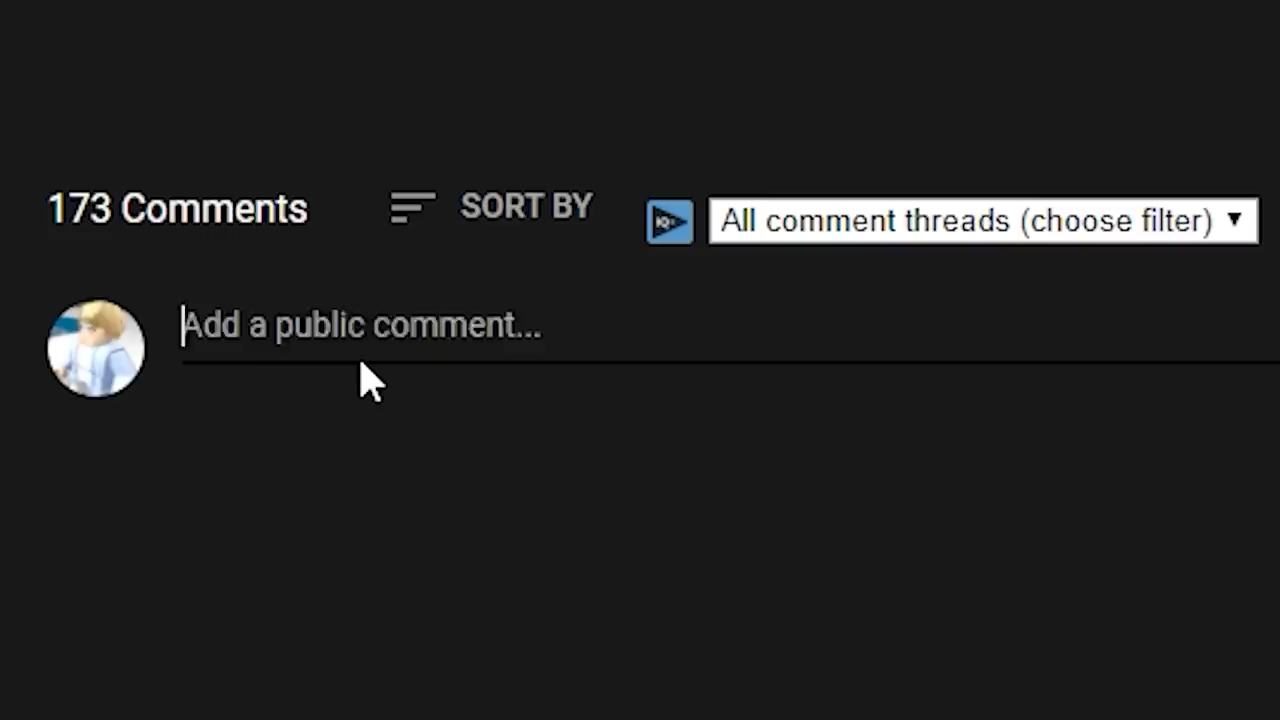 173 Comments
SORT BY
All comment threads (choose filter)
Add a public comment...